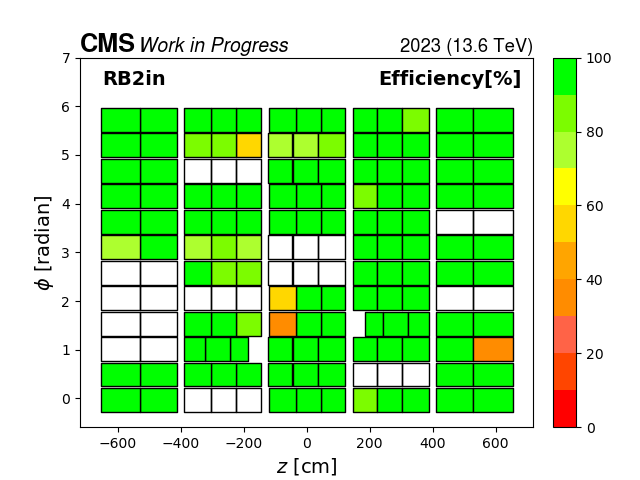 CMS Work in Progress 2023 (13.6 TeV)
RB2in Efficiency[%]
7
6
5
4
3
2
1
0
ϕ [radian]
−600 −400 −200 0 200 400 600
z [cm]
100
80
60
40
20
0